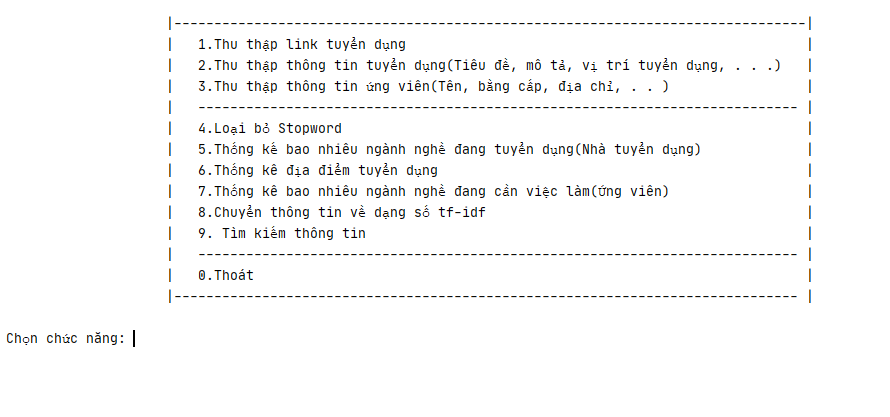 1.Thu thập link tuyển dụng
2.Thu thập thông tin tuyển dụng(Tiêu đề, mô tả, vị trí tuyển dụng, . . .)
3.Thu thập thông tin ứng viên(Tên, bằng cấp, địa chỉ, . . )
4.Loại bỏ Stopword
5.Thống kế bao nhiêu ngành nghề đang tuyển dụng(Nhà tuyển dụng)
6.Thống kê địa điểm tuyển dụng
7.Thống kê bao nhiêu ngành nghề đang cần việc làm(Ứng viên)
8.Chuyển thông tin về dạng số tf-idf
9. Tìm kiếm thông tin
0.Thoát
Chọn chức năng: